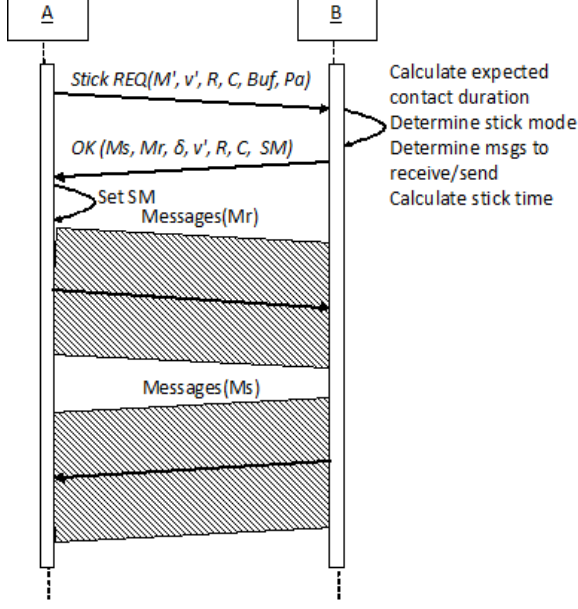 A
B
Stick REQ(M', v', R, C, Buf, Pa)
Calculate expected
contact duration
Determine stick mode
Determine msgs to
receive/send
Calculate stick time
OK (Ms, Mr, δ, v', R, C, SM)
Set SM
Messages(Mr)
Messages(Ms)